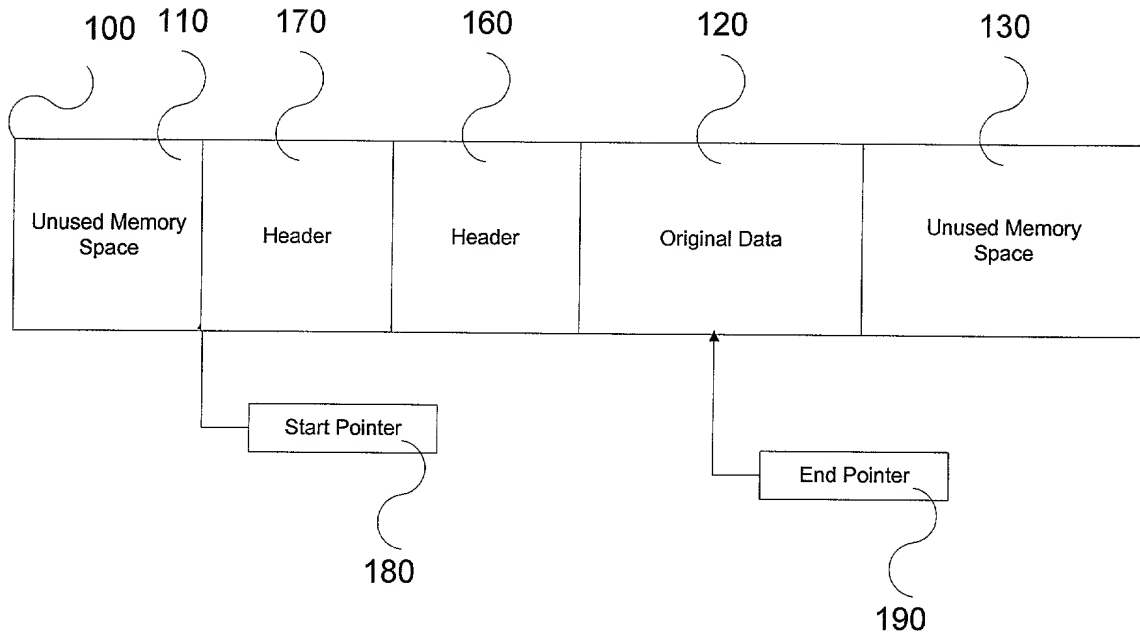 100 110 170 160 120 130
Unused Memory
Space
Header
Header
Original Data
Unused Memory
Space
Start Pointer
End Pointer
180
190